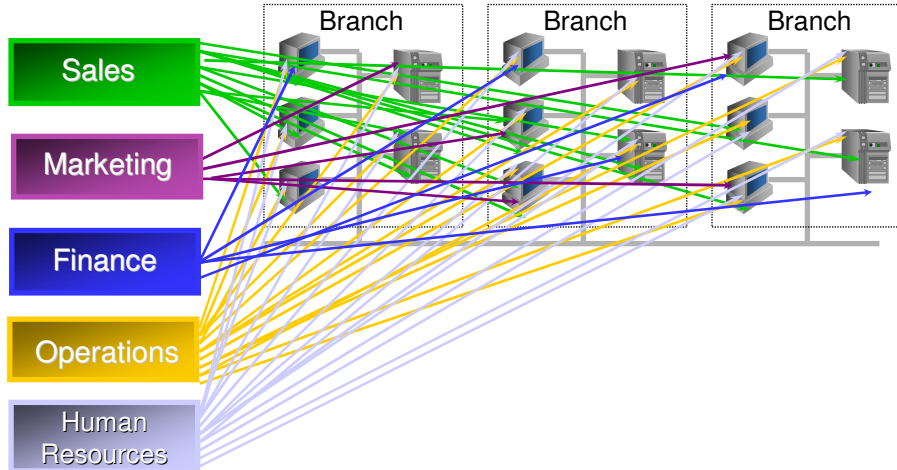 Branch
Branch
Branch
Sales
Marketing
Finance
Operations
Human
Resources